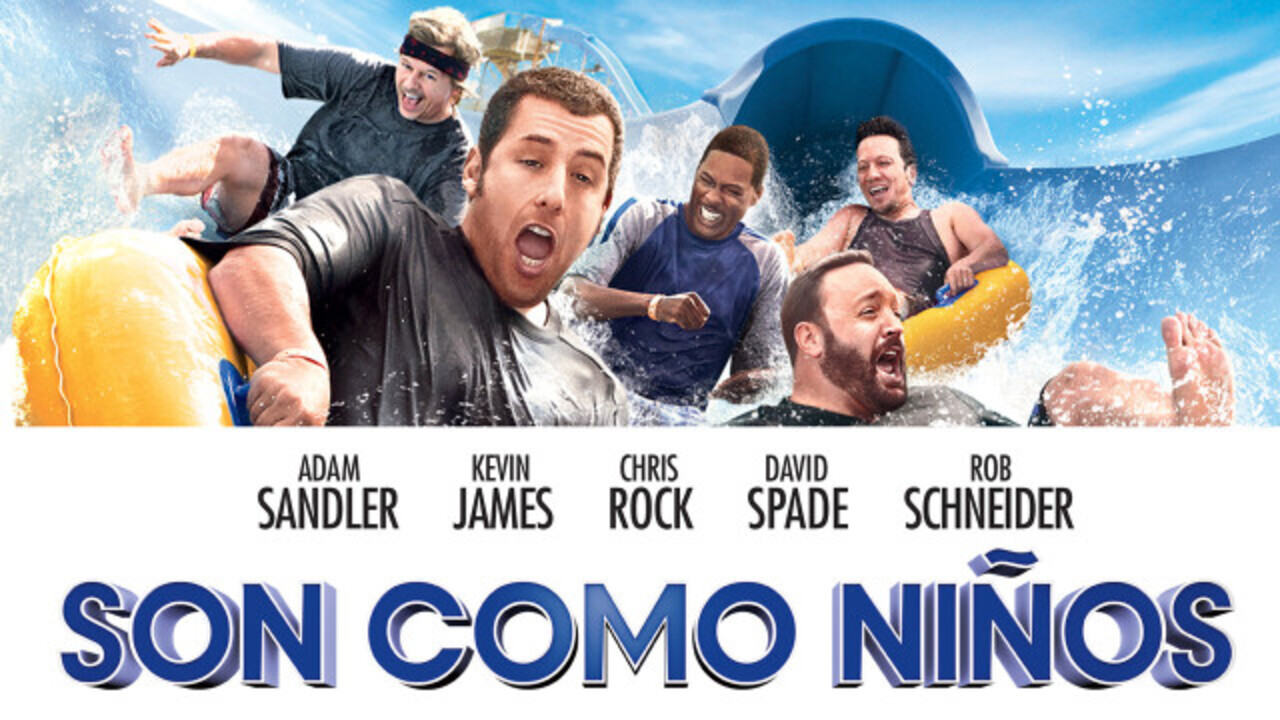 ADAM KEVIN CHRIS DAVID ROB
SANDLER JAMES ROCK SPADE SCHNEIDER
SON COMO NIÑOS